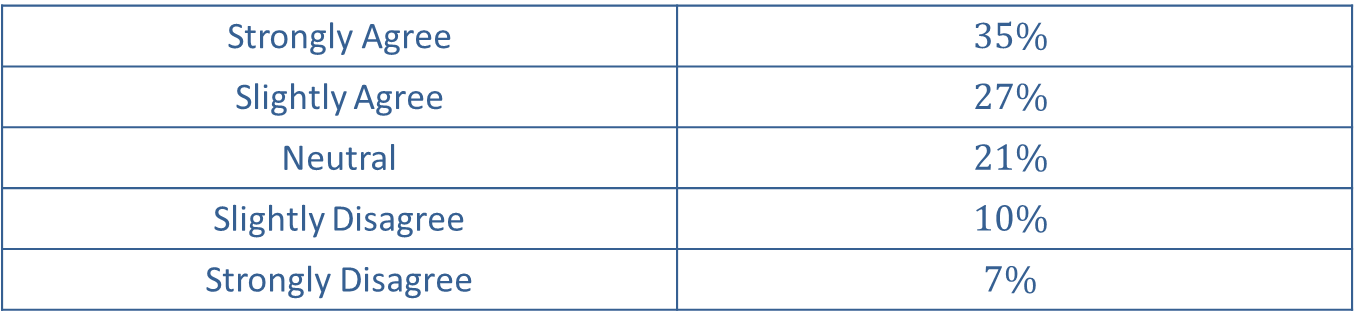 Strongly Agree 35%
Slightly Agree 27%
Neutral 21%
Slightly Disagree 10%
Strongly Disagree 7%